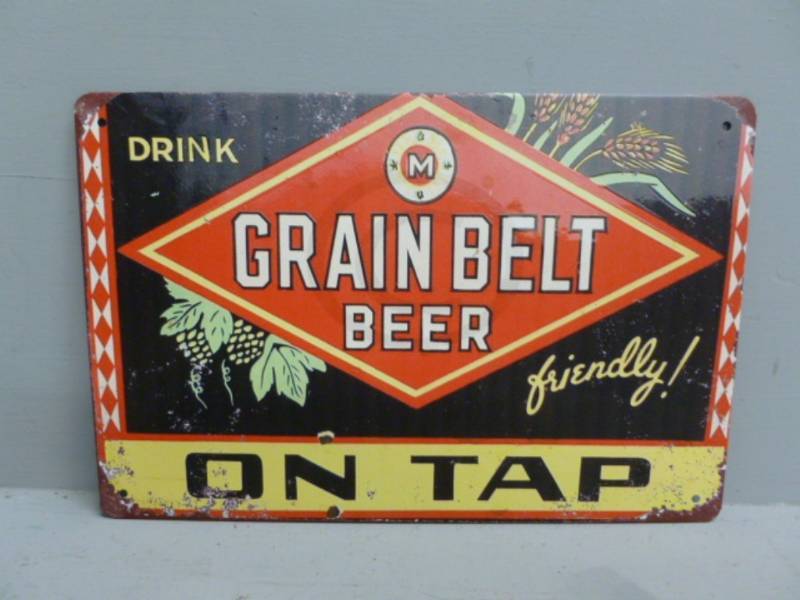 DRINK
M
GRAIN BELT
BEER
friendly!
ON TAP